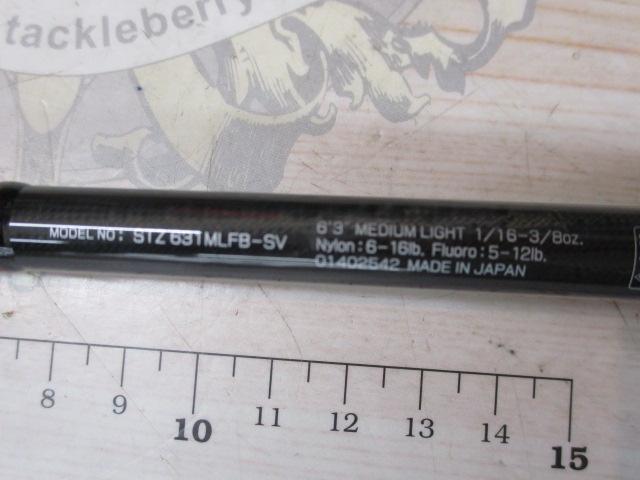 tackleberry
MODEL NO: STZ 631MLFB-SV
6'3" MEDIUM LIGHT 1/16-3/8oz.
Nylon:6-16lb. Fluoro:5-12lb.
01402542 MADE IN JAPAN
8 9 10 11 12 13 14 15